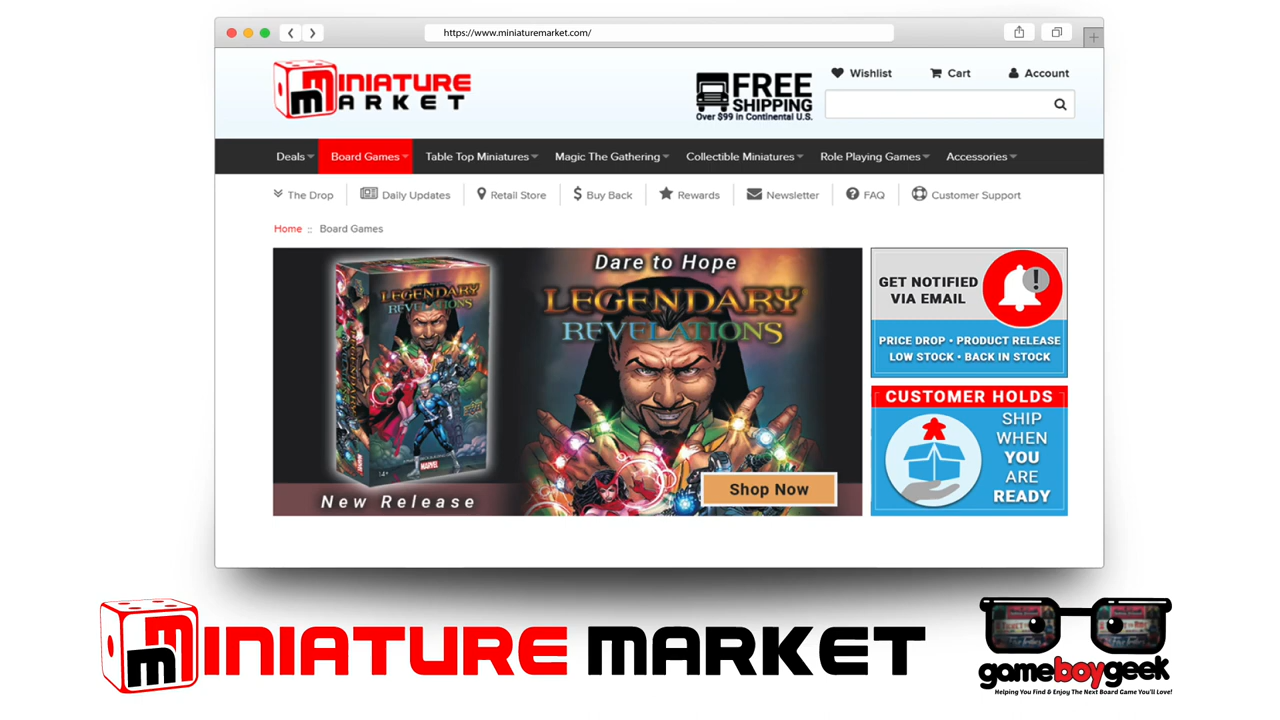 https://www.miniaturemarket.com/
MINIATURE
MARKET
FREE
SHIPPING
Over $99 in Continental U.S.
Wishlist
Cart
Account
Deals
Board Games
Table Top Miniatures
Magic The Gathering
Collectible Miniatures
Role Playing Games
Accessories
The Drop
Daily Updates
Retail Store
Buy Back
Rewards
Newsletter
FAQ
Customer Support
Home :: Board Games
LEGENDARY
REVELATIONS
MARVEL
New Release
Dare to Hope
LEGENDARY
REVELATIONS
Shop Now
GET NOTIFIED
VIA EMAIL
PRICE DROP • PRODUCT RELEASE
LOW STOCK • BACK IN STOCK
CUSTOMER HOLDS
SHIP
WHEN
YOU
ARE
READY
MINIATURE MARKET
gameboygeek
Helping You Find & Enjoy The Next Board Game You'll Love!